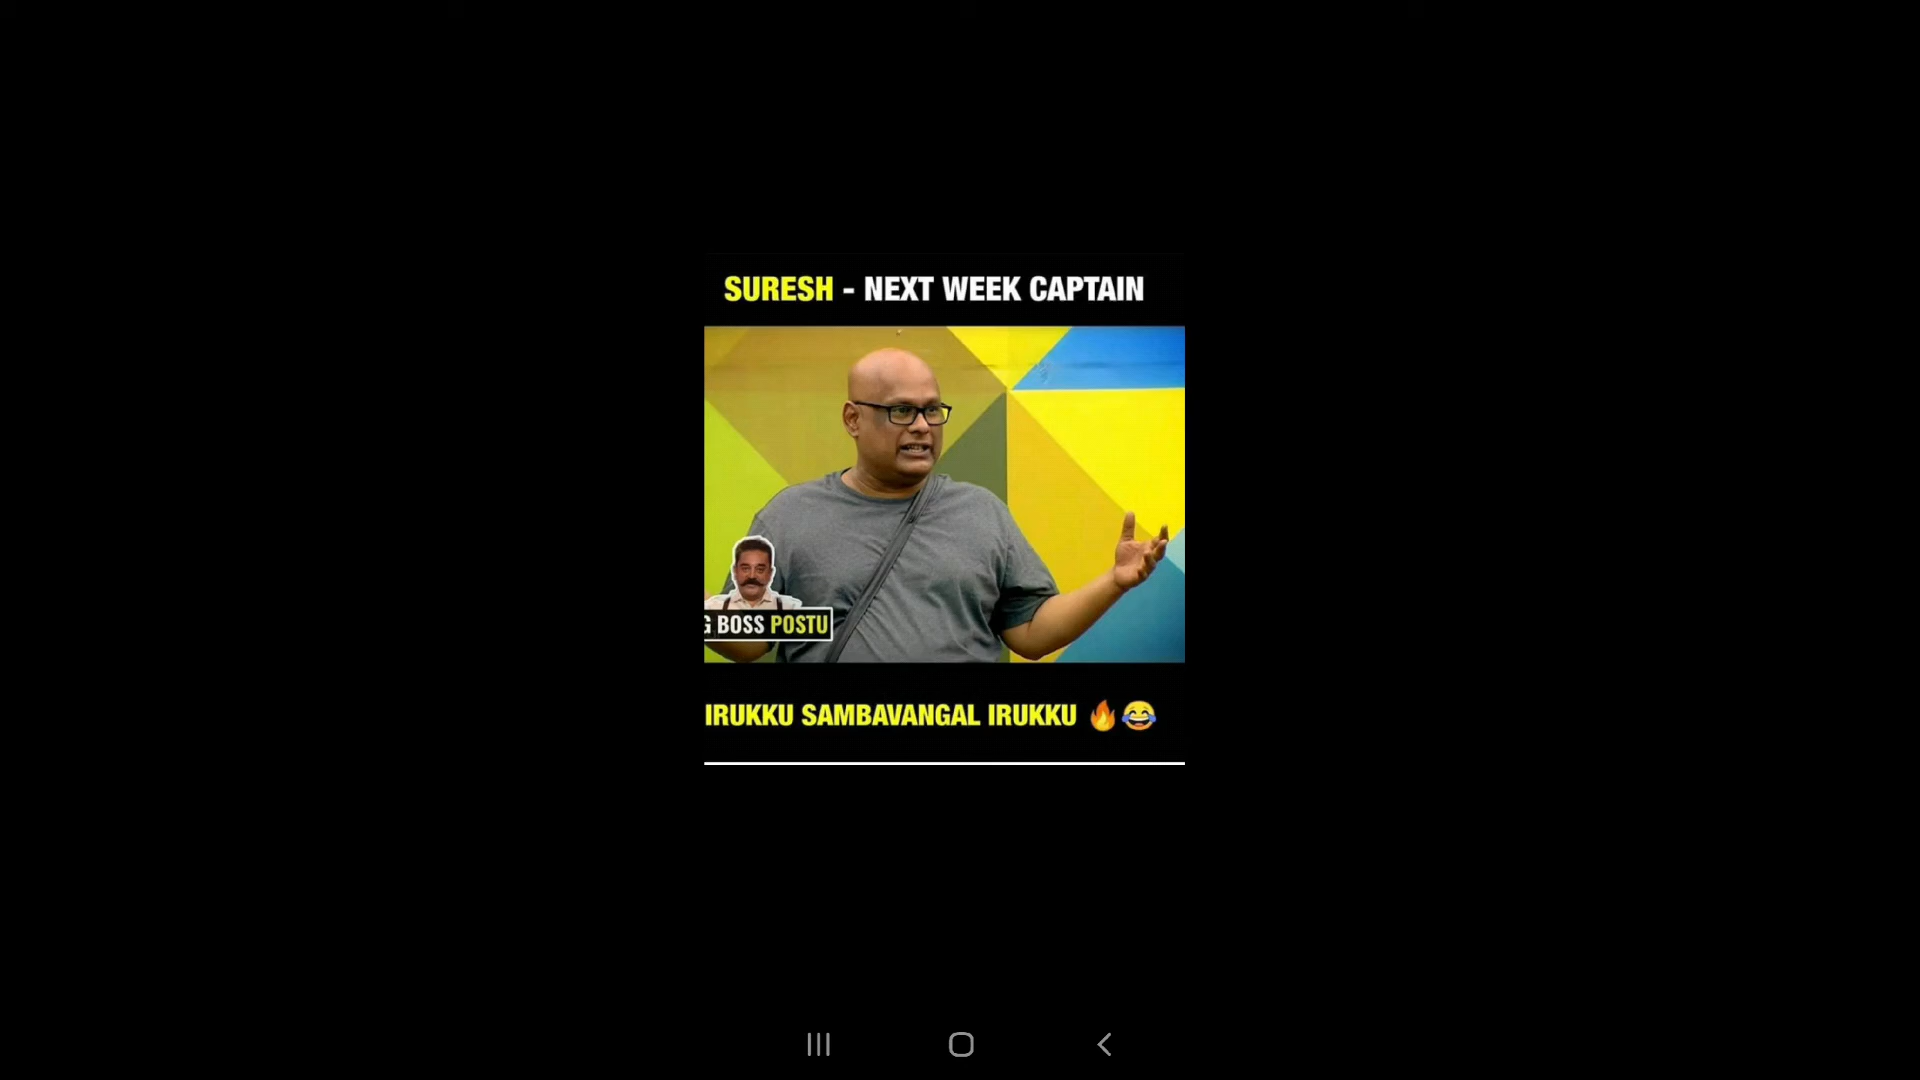 SURESH - NEXT WEEK CAPTAIN
G BOSS POSTU
IRUKKU SAMBAVANGAL IRUKKU 🔥😂